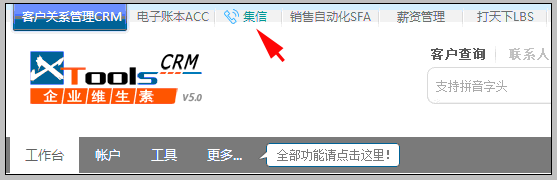 客户关系管理CRM 电子账本ACC 集信 销售自动化SFA 薪资管理 打天下LBS
客户查询 联系人
XTools CRM
支持拼音字头
企业维生素 V5.0
工作台 帐户 工具 更多... 全部功能请点击这里!